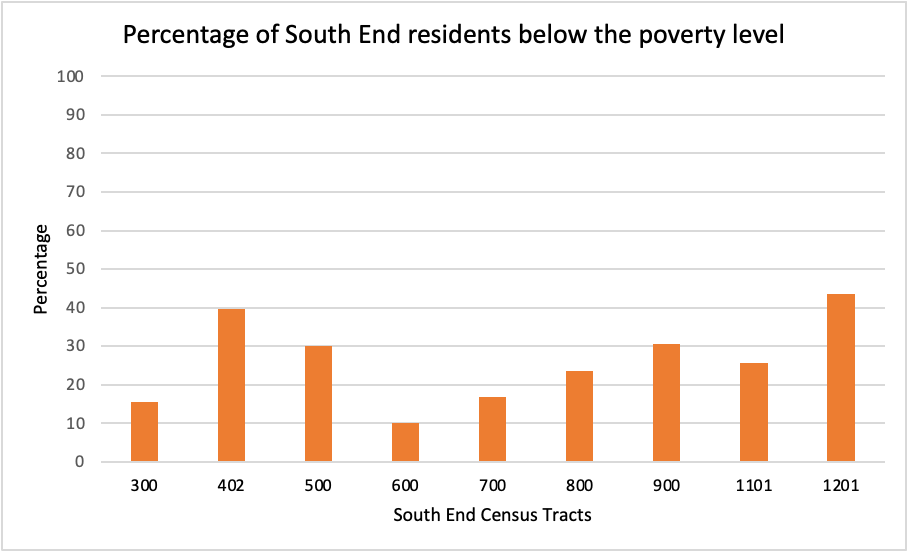 Percentage of South End residents below the poverty level
100
90
80
70
60
50
40
30
20
10
0
Percentage
300 402 500 600 700 800 900 1101 1201
South End Census Tracts